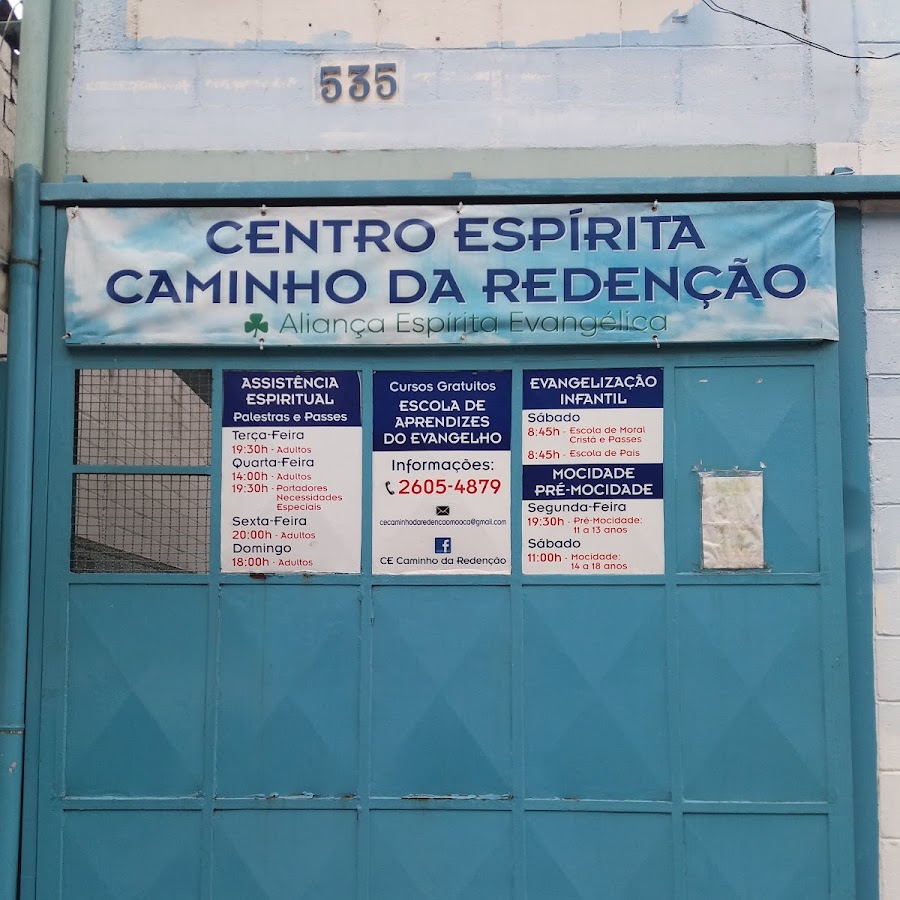 535
CENTRO ESPÍRITA
CAMINHO DA REDENÇÃO
Aliança Espírita Evangélica
ASSISTÊNCIA
ESPIRITUAL
Palestras e Passes
Terça-Feira
19:30h - Adultos
Quarta-Feira
14:00h - Adultos
19:30h - Portadores
Necessidades
Especiais
Sexta-Feira
20:00h - Adultos
Domingo
18:00h - Adultos
Cursos Gratuitos
ESCOLA DE
APRENDIZES
DO EVANGELHO
Informações:
2605-4879
cecaminhodaredencaomooca@gmail.com
f
CE Caminho da Redenção
EVANGELIZAÇÃO
INFANTIL
Sábado
8:45h - Escola de Moral
Cristã e Passes
8:45h - Escola de Pais
MOCIDADE
PRÉ-MOCIDADE
Segunda-Feira
19:30h - Pré-Mocidade:
11 a 13 anos
Sábado
11:00h - Mocidade:
14 a 18 anos